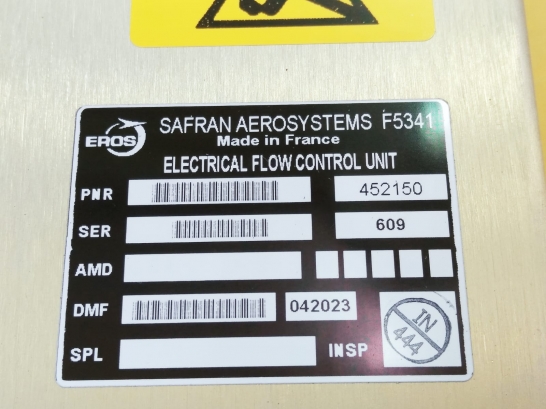 EROS
SAFRAN AEROSYSTEMS F5341
Made in France
ELECTRICAL FLOW CONTROL UNIT
PNR 452150
SER 609
AMD
DMF 042023
SPL INSP
IN
444